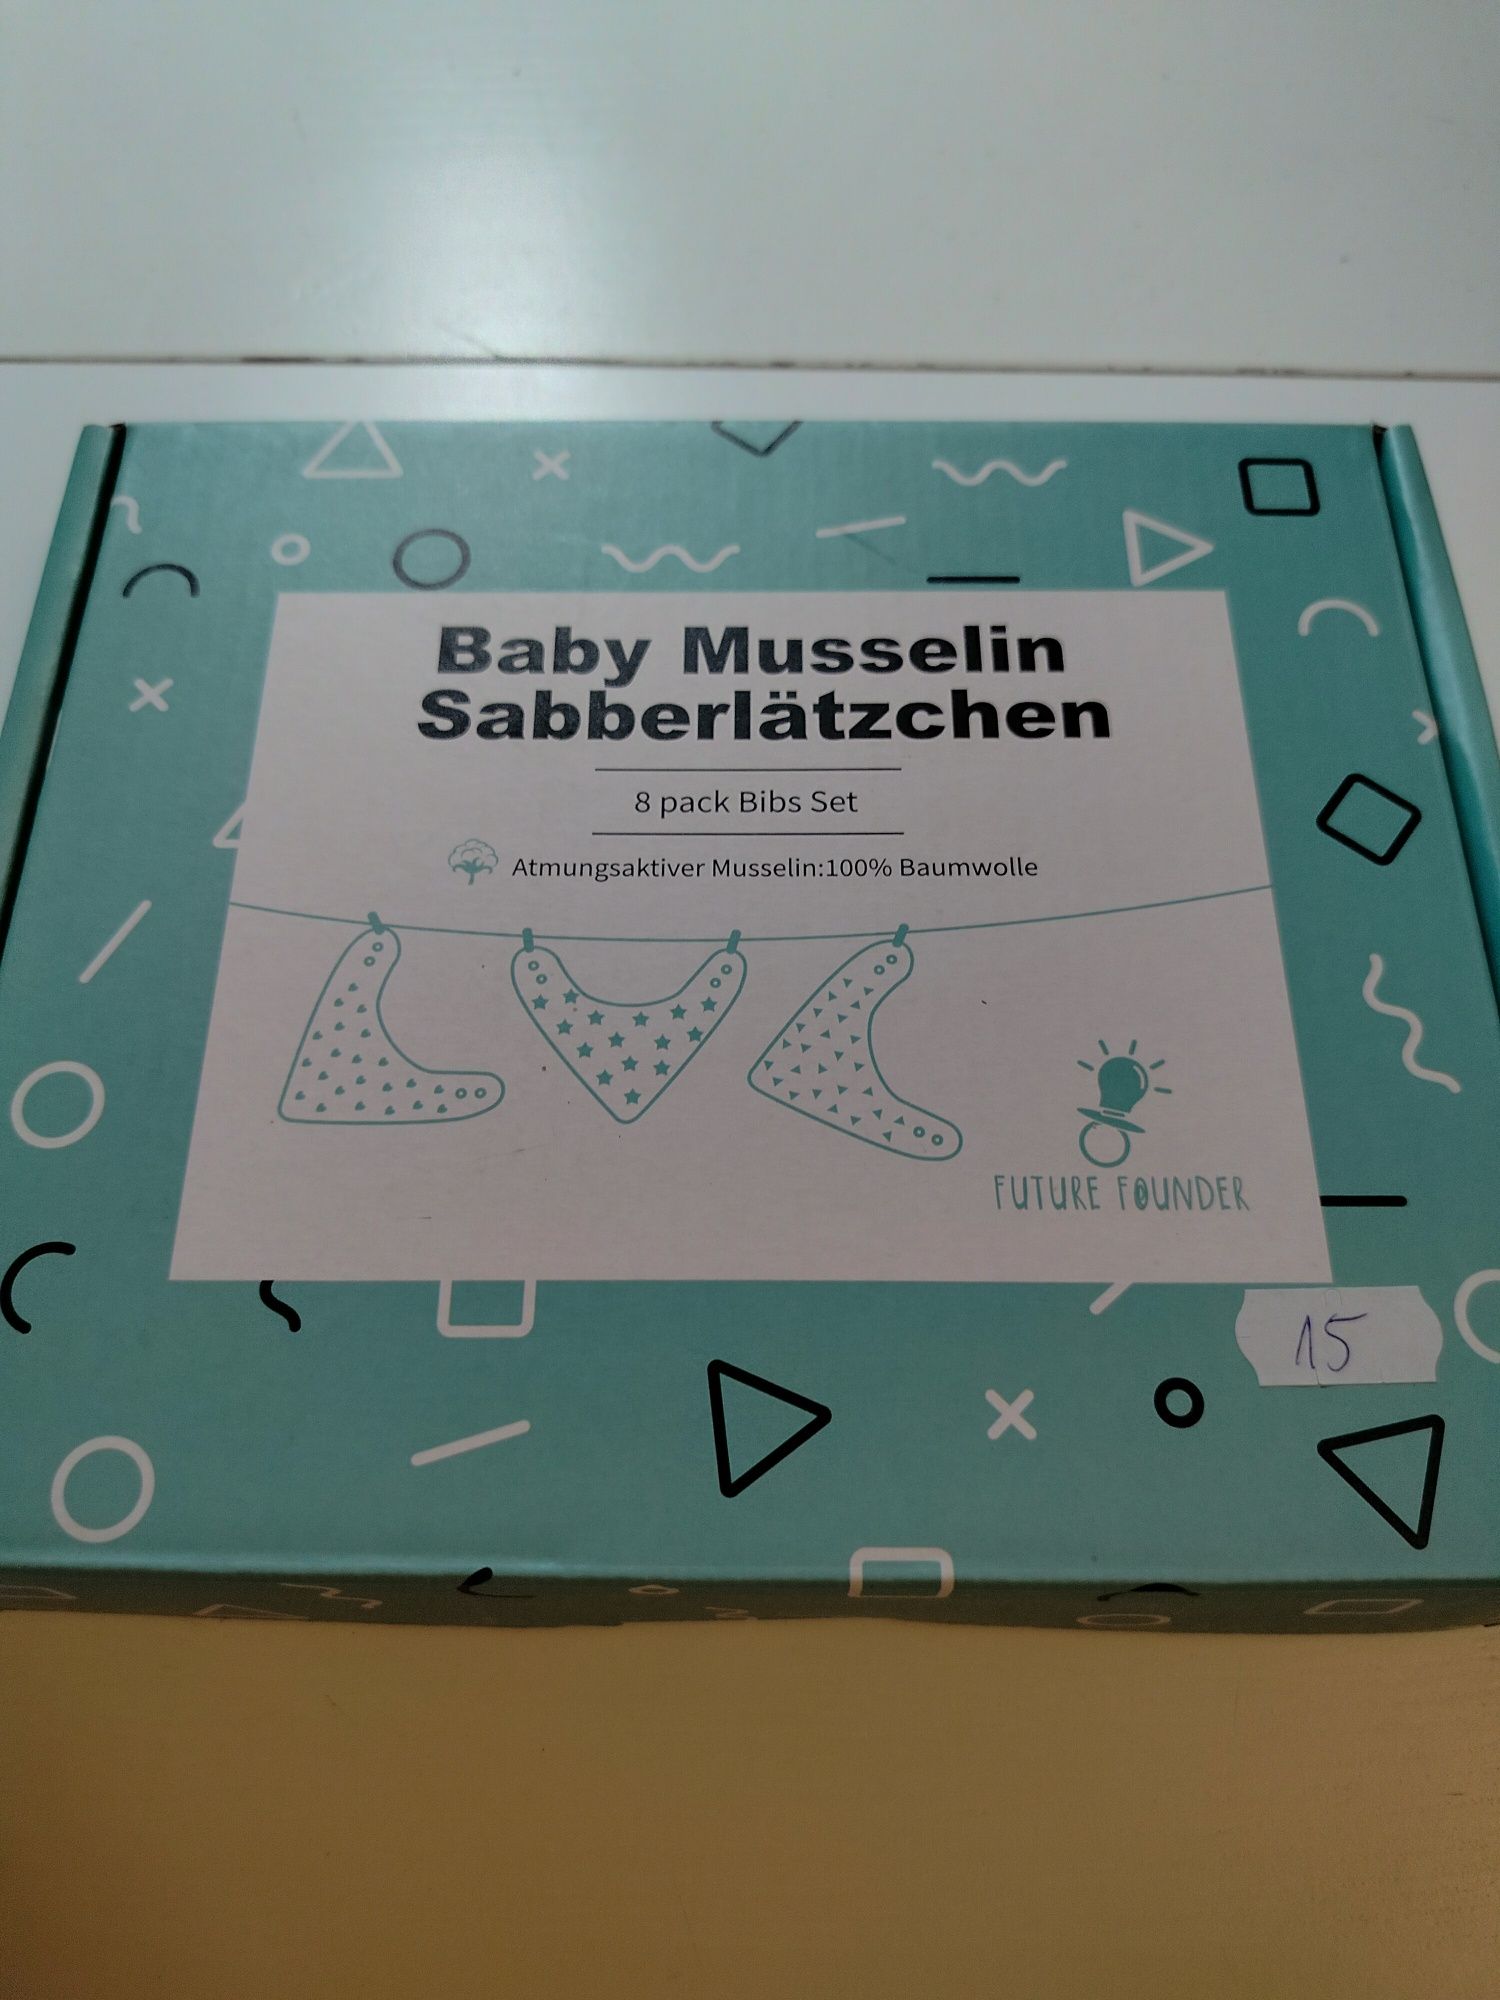 Baby Musselin
Sabberlätzchen
8 pack Bibs Set
Atmungsaktiver Musselin:100% Baumwolle
FUTURE FOUNDER
15